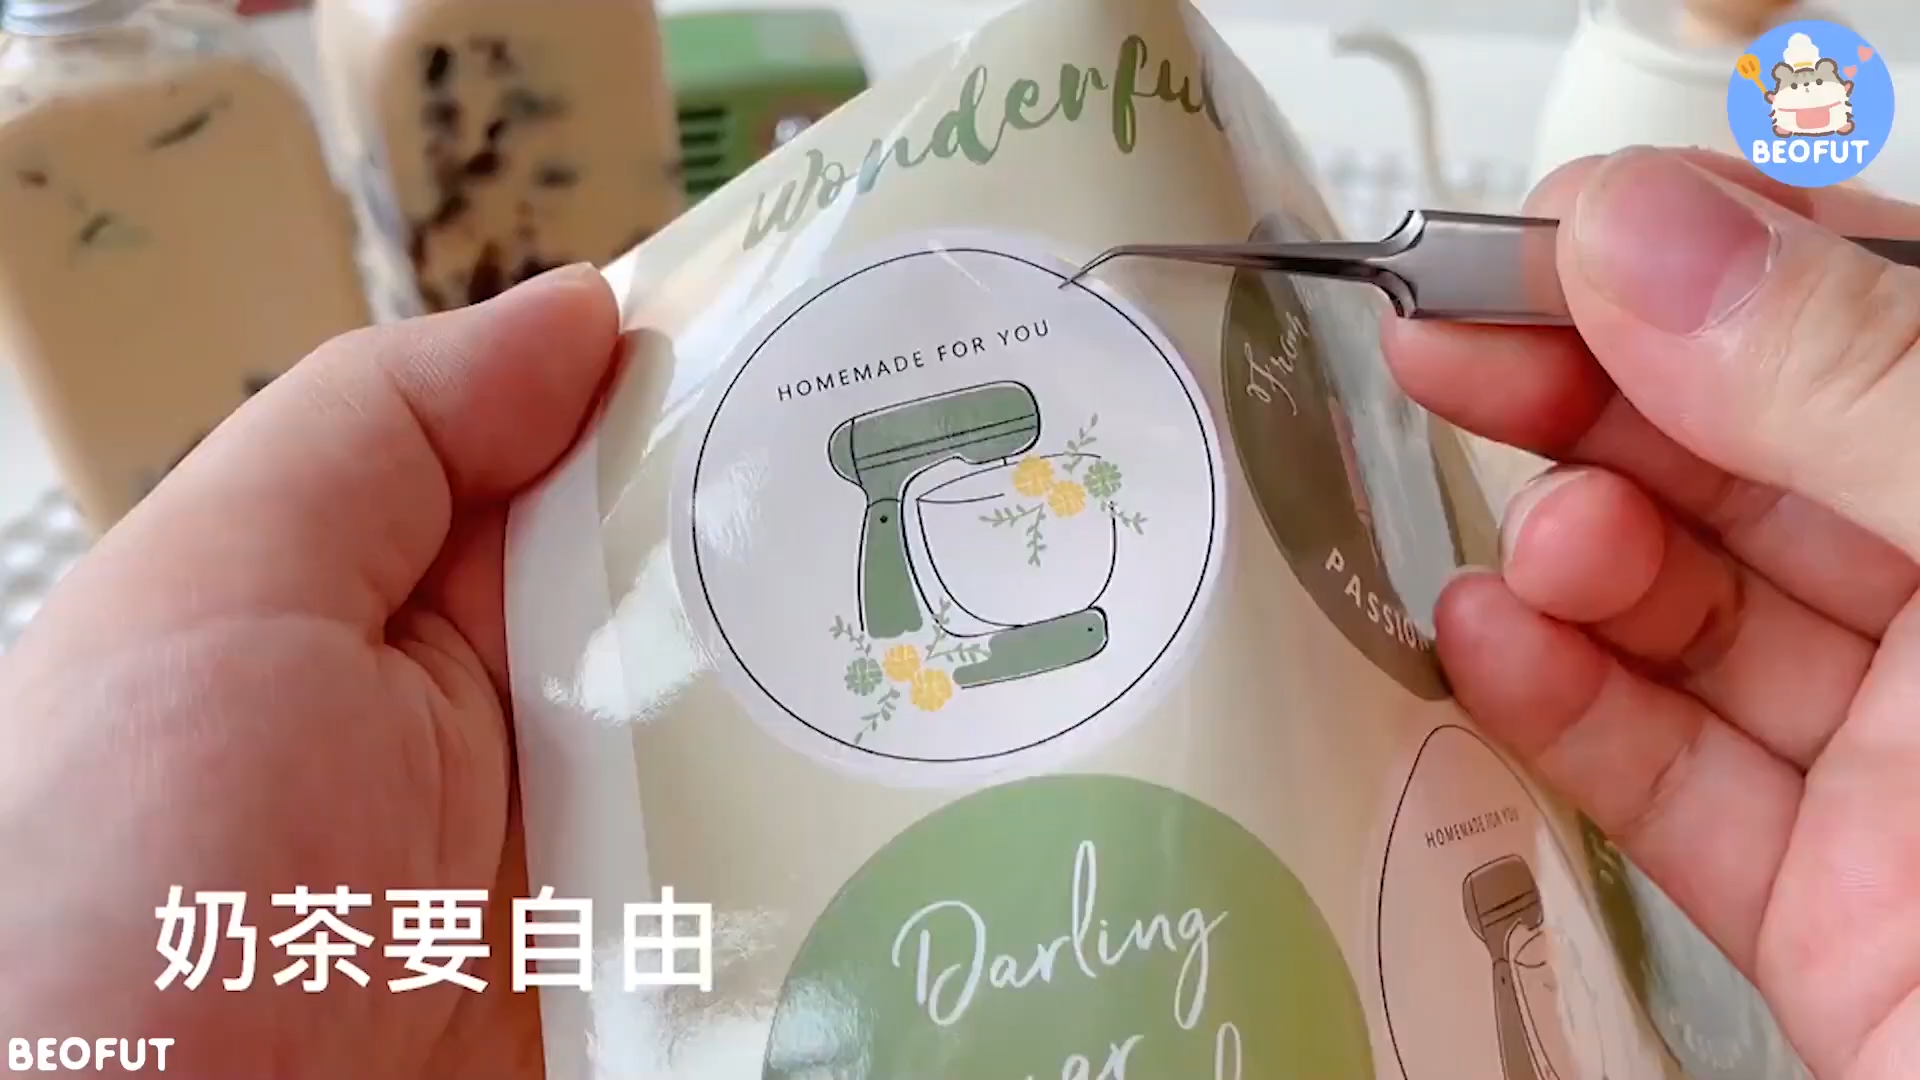 Wonderful
BEOFUT
HOMEMADE FOR YOU
From
PASSION
HOMEMADE FOR YOU
Darling
奶茶要自由
BEOFUT